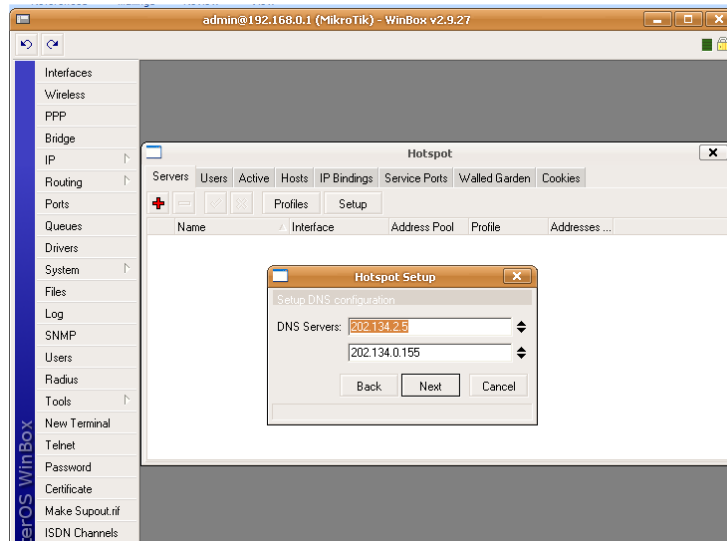 admin@192.168.0.1 (MikroTik) - WinBox v2.9.27
Interfaces
Wireless
PPP
Bridge
IP
Routing
Ports
Queues
Drivers
System
Files
Log
SNMP
Users
Radius
Tools
New Terminal
Telnet
Password
Certificate
Make Supout.rif
ISDN Channels
terOS WinBox
Hotspot
Servers Users Active Hosts IP Bindings Service Ports Walled Garden Cookies
Profiles Setup
Name Interface Address Pool Profile Addresses ...
Hotspot Setup
Setup DNS configuration
DNS Servers: 202.134.2.5
202.134.0.155
Back Next Cancel